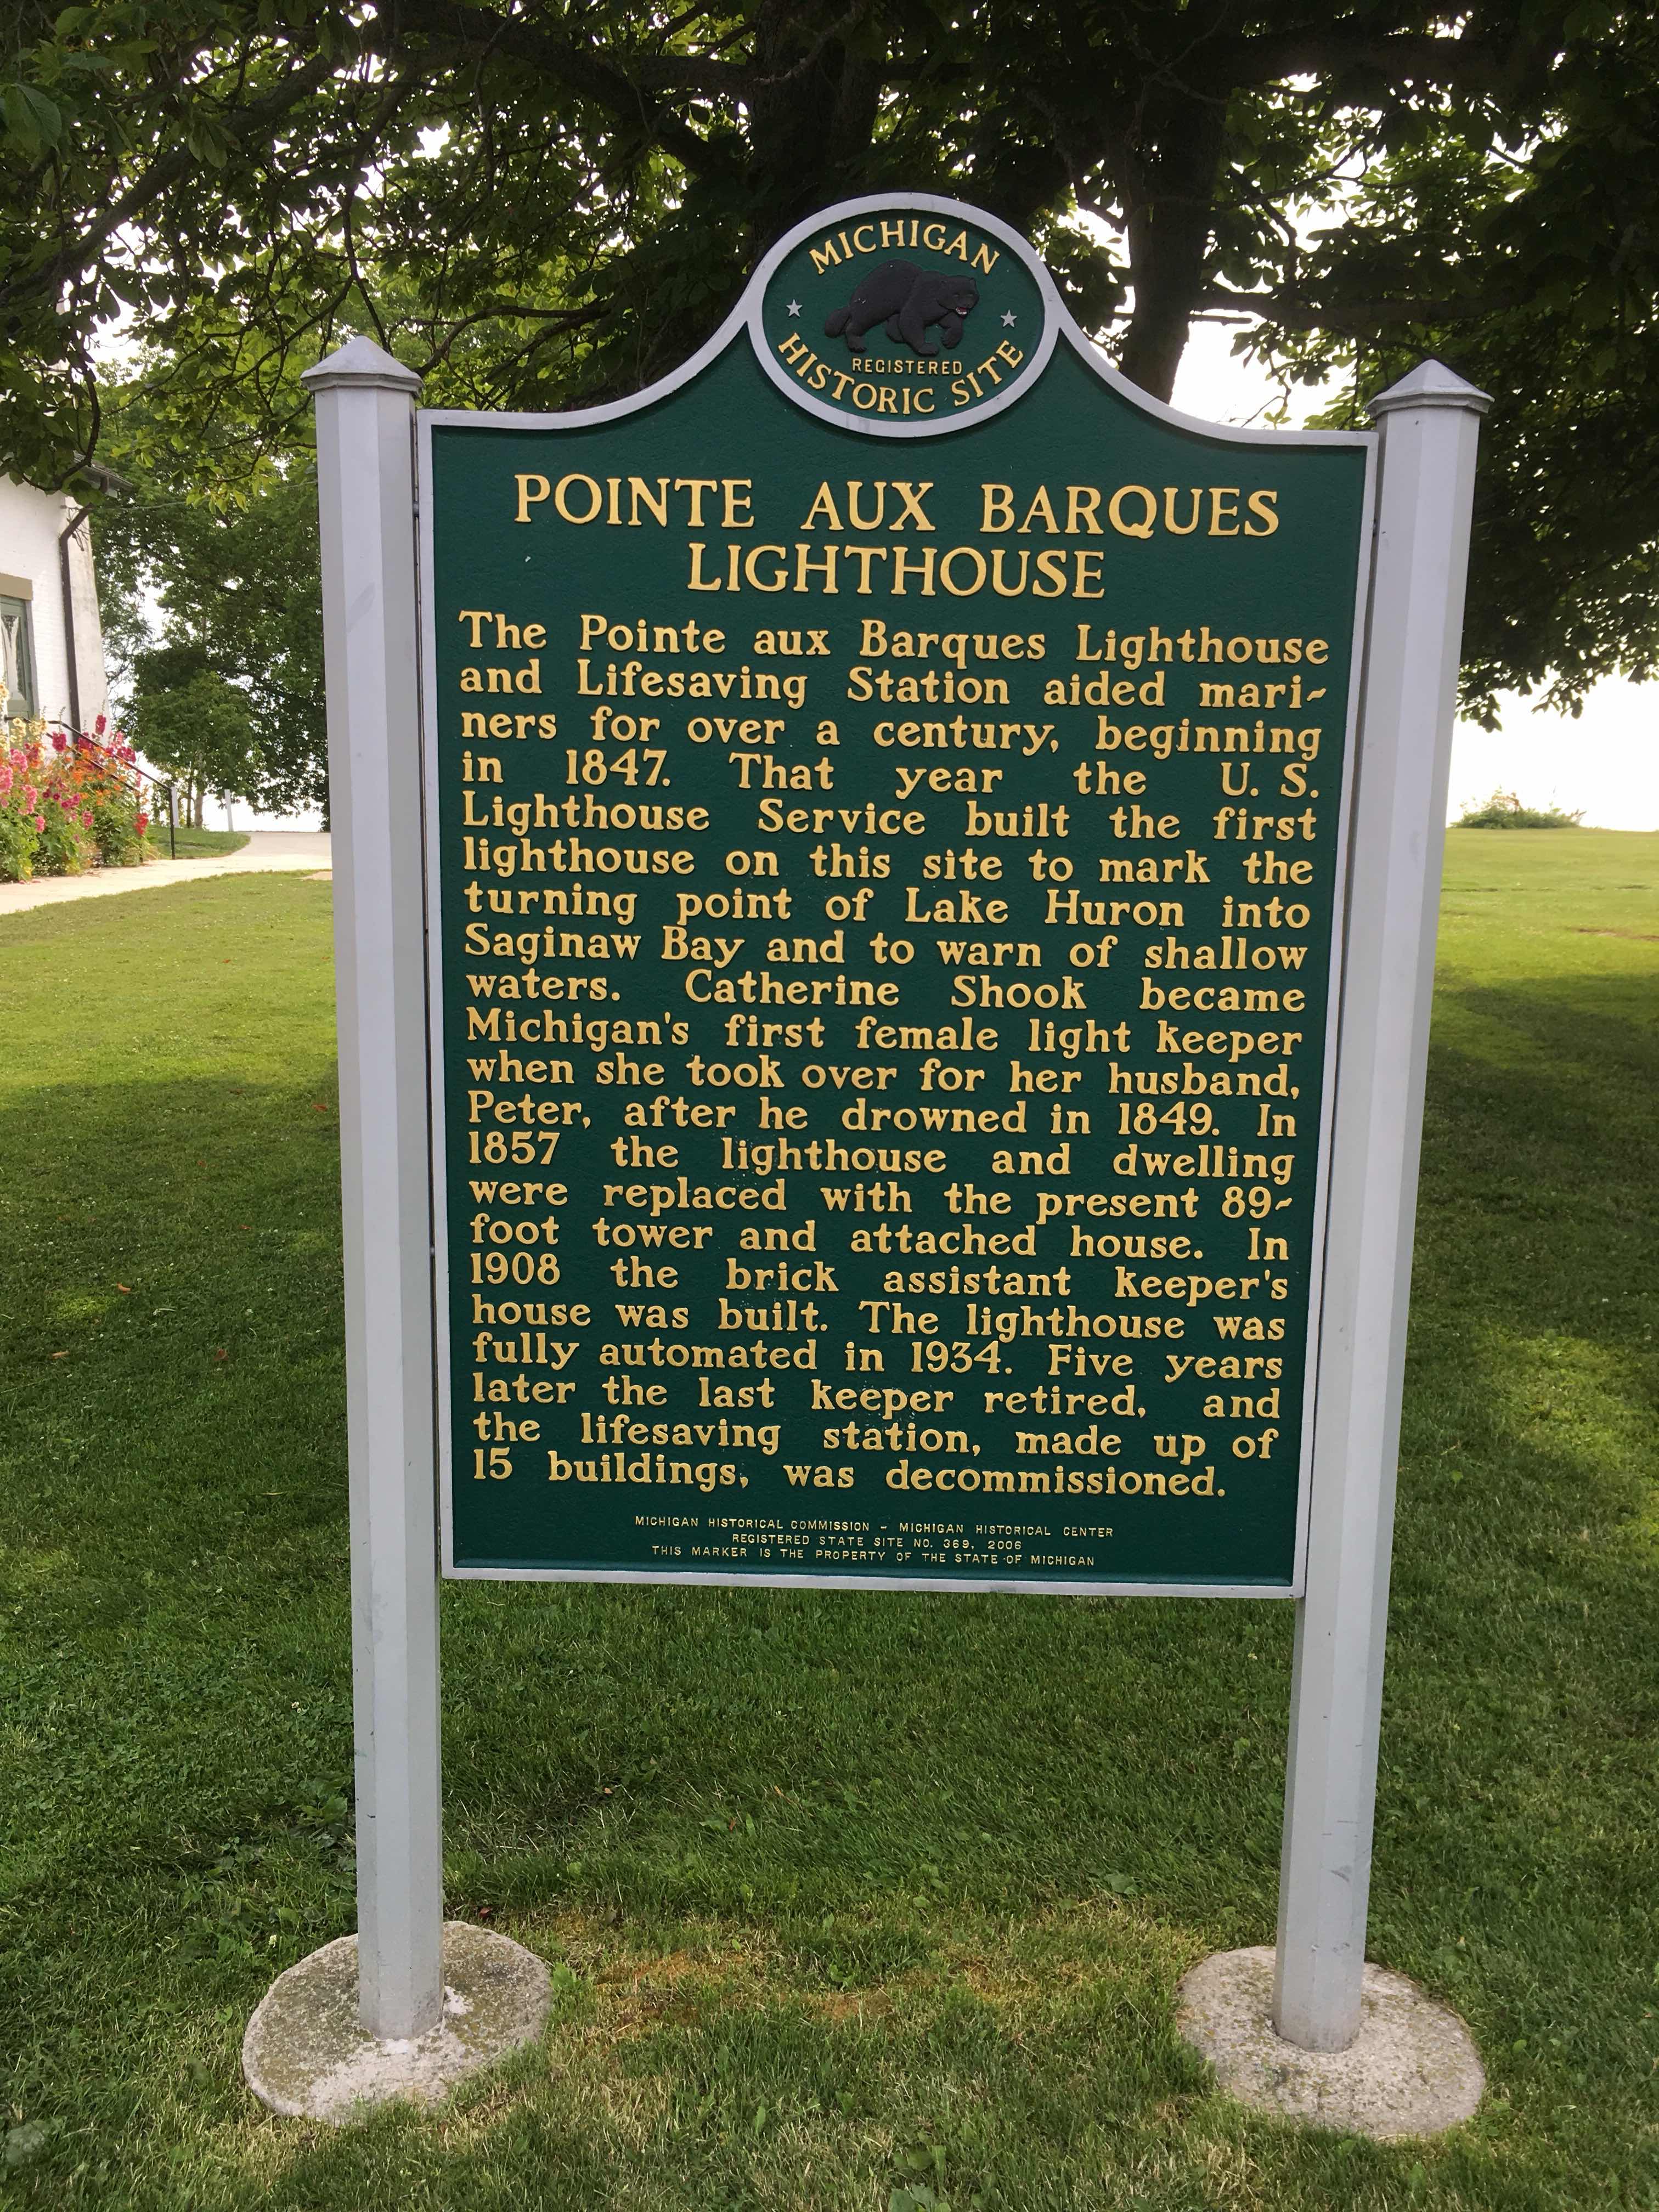 MICHIGAN
REGISTERED
HISTORIC SITE
POINTE AUX BARQUES
LIGHTHOUSE
The Pointe aux Barques Lighthouse
and Lifesaving Station aided mari-
ners for over a century, beginning
in 1847. That year the U. S.
Lighthouse Service built the first
lighthouse on this site to mark the
turning point of Lake Huron into
Saginaw Bay and to warn of shallow
waters. Catherine Shook became
Michigan's first female light keeper
when she took over for her husband,
Peter, after he drowned in 1849. In
1857 the lighthouse and dwelling
were replaced with the present 89-
foot tower and attached house. In
1908 the brick assistant keeper's
house was built. The lighthouse was
fully automated in 1934. Five years
later the last keeper retired, and
the lifesaving station, made up of
15 buildings, was decommissioned.
MICHIGAN HISTORICAL COMMISSION - MICHIGAN HISTORICAL CENTER
REGISTERED STATE SITE NO. 369, 2006
THIS MARKER IS THE PROPERTY OF THE STATE OF MICHIGAN